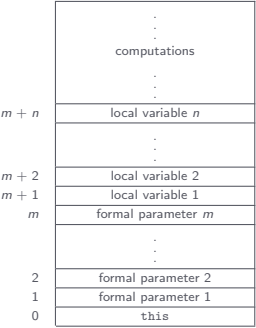 .
.
.
computations
.
.
.
m + n local variable n
.
.
.
m + 2 local variable 2
m + 1 local variable 1
m formal parameter m
.
.
.
2 formal parameter 2
1 formal parameter 1
0 this